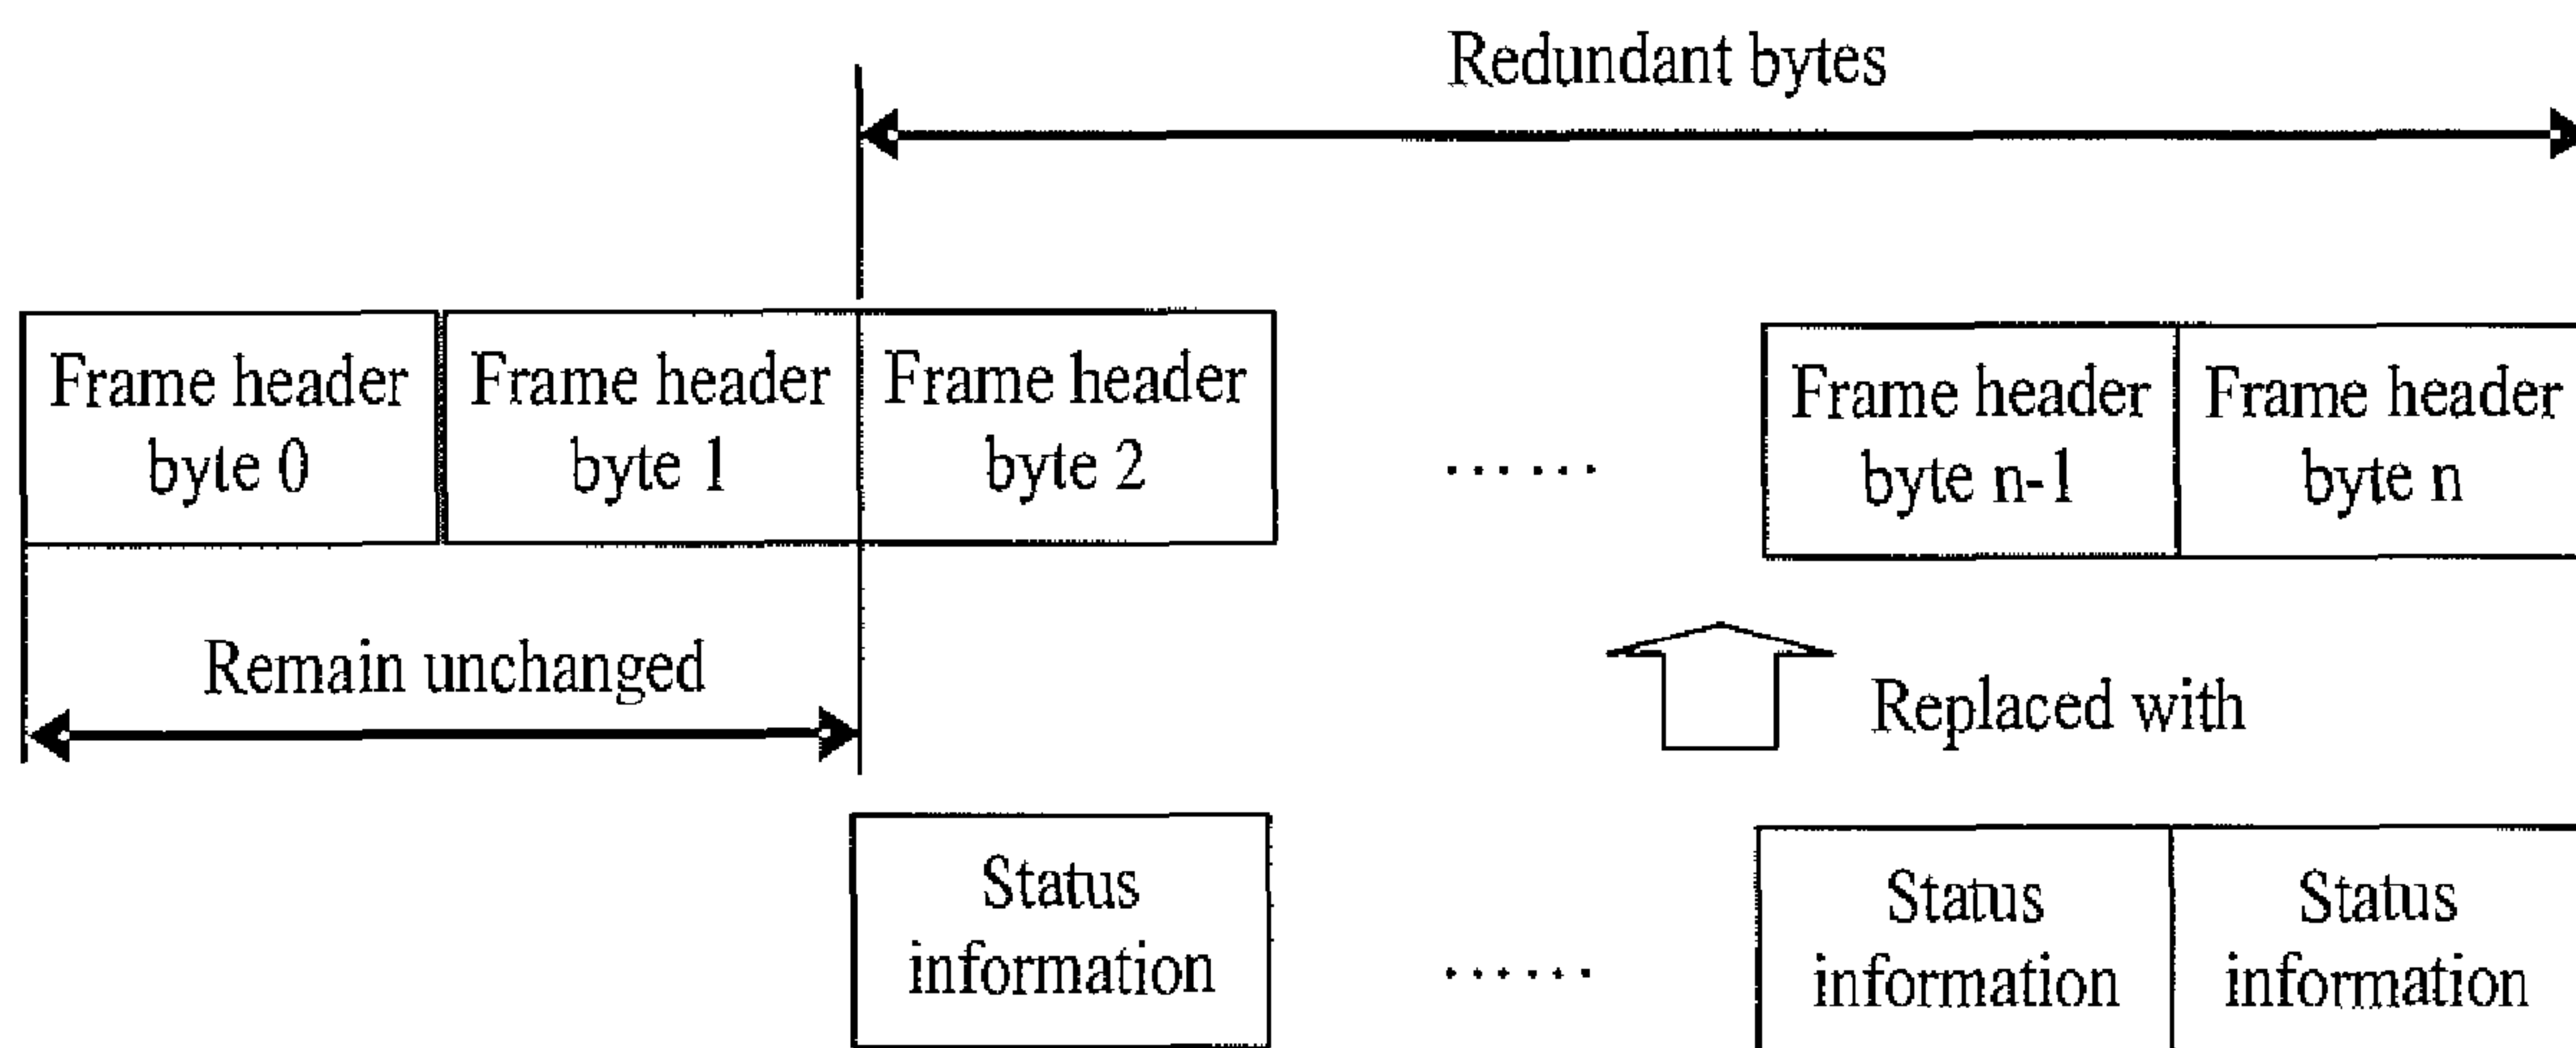 Redundant bytes
Frame header
byte 0
Frame header
byte 1
Frame header
byte 2
......
Frame header
byte n-1
Frame header
byte n
Remain unchanged
Replaced with
Status
information
......
Status
information
Status
information